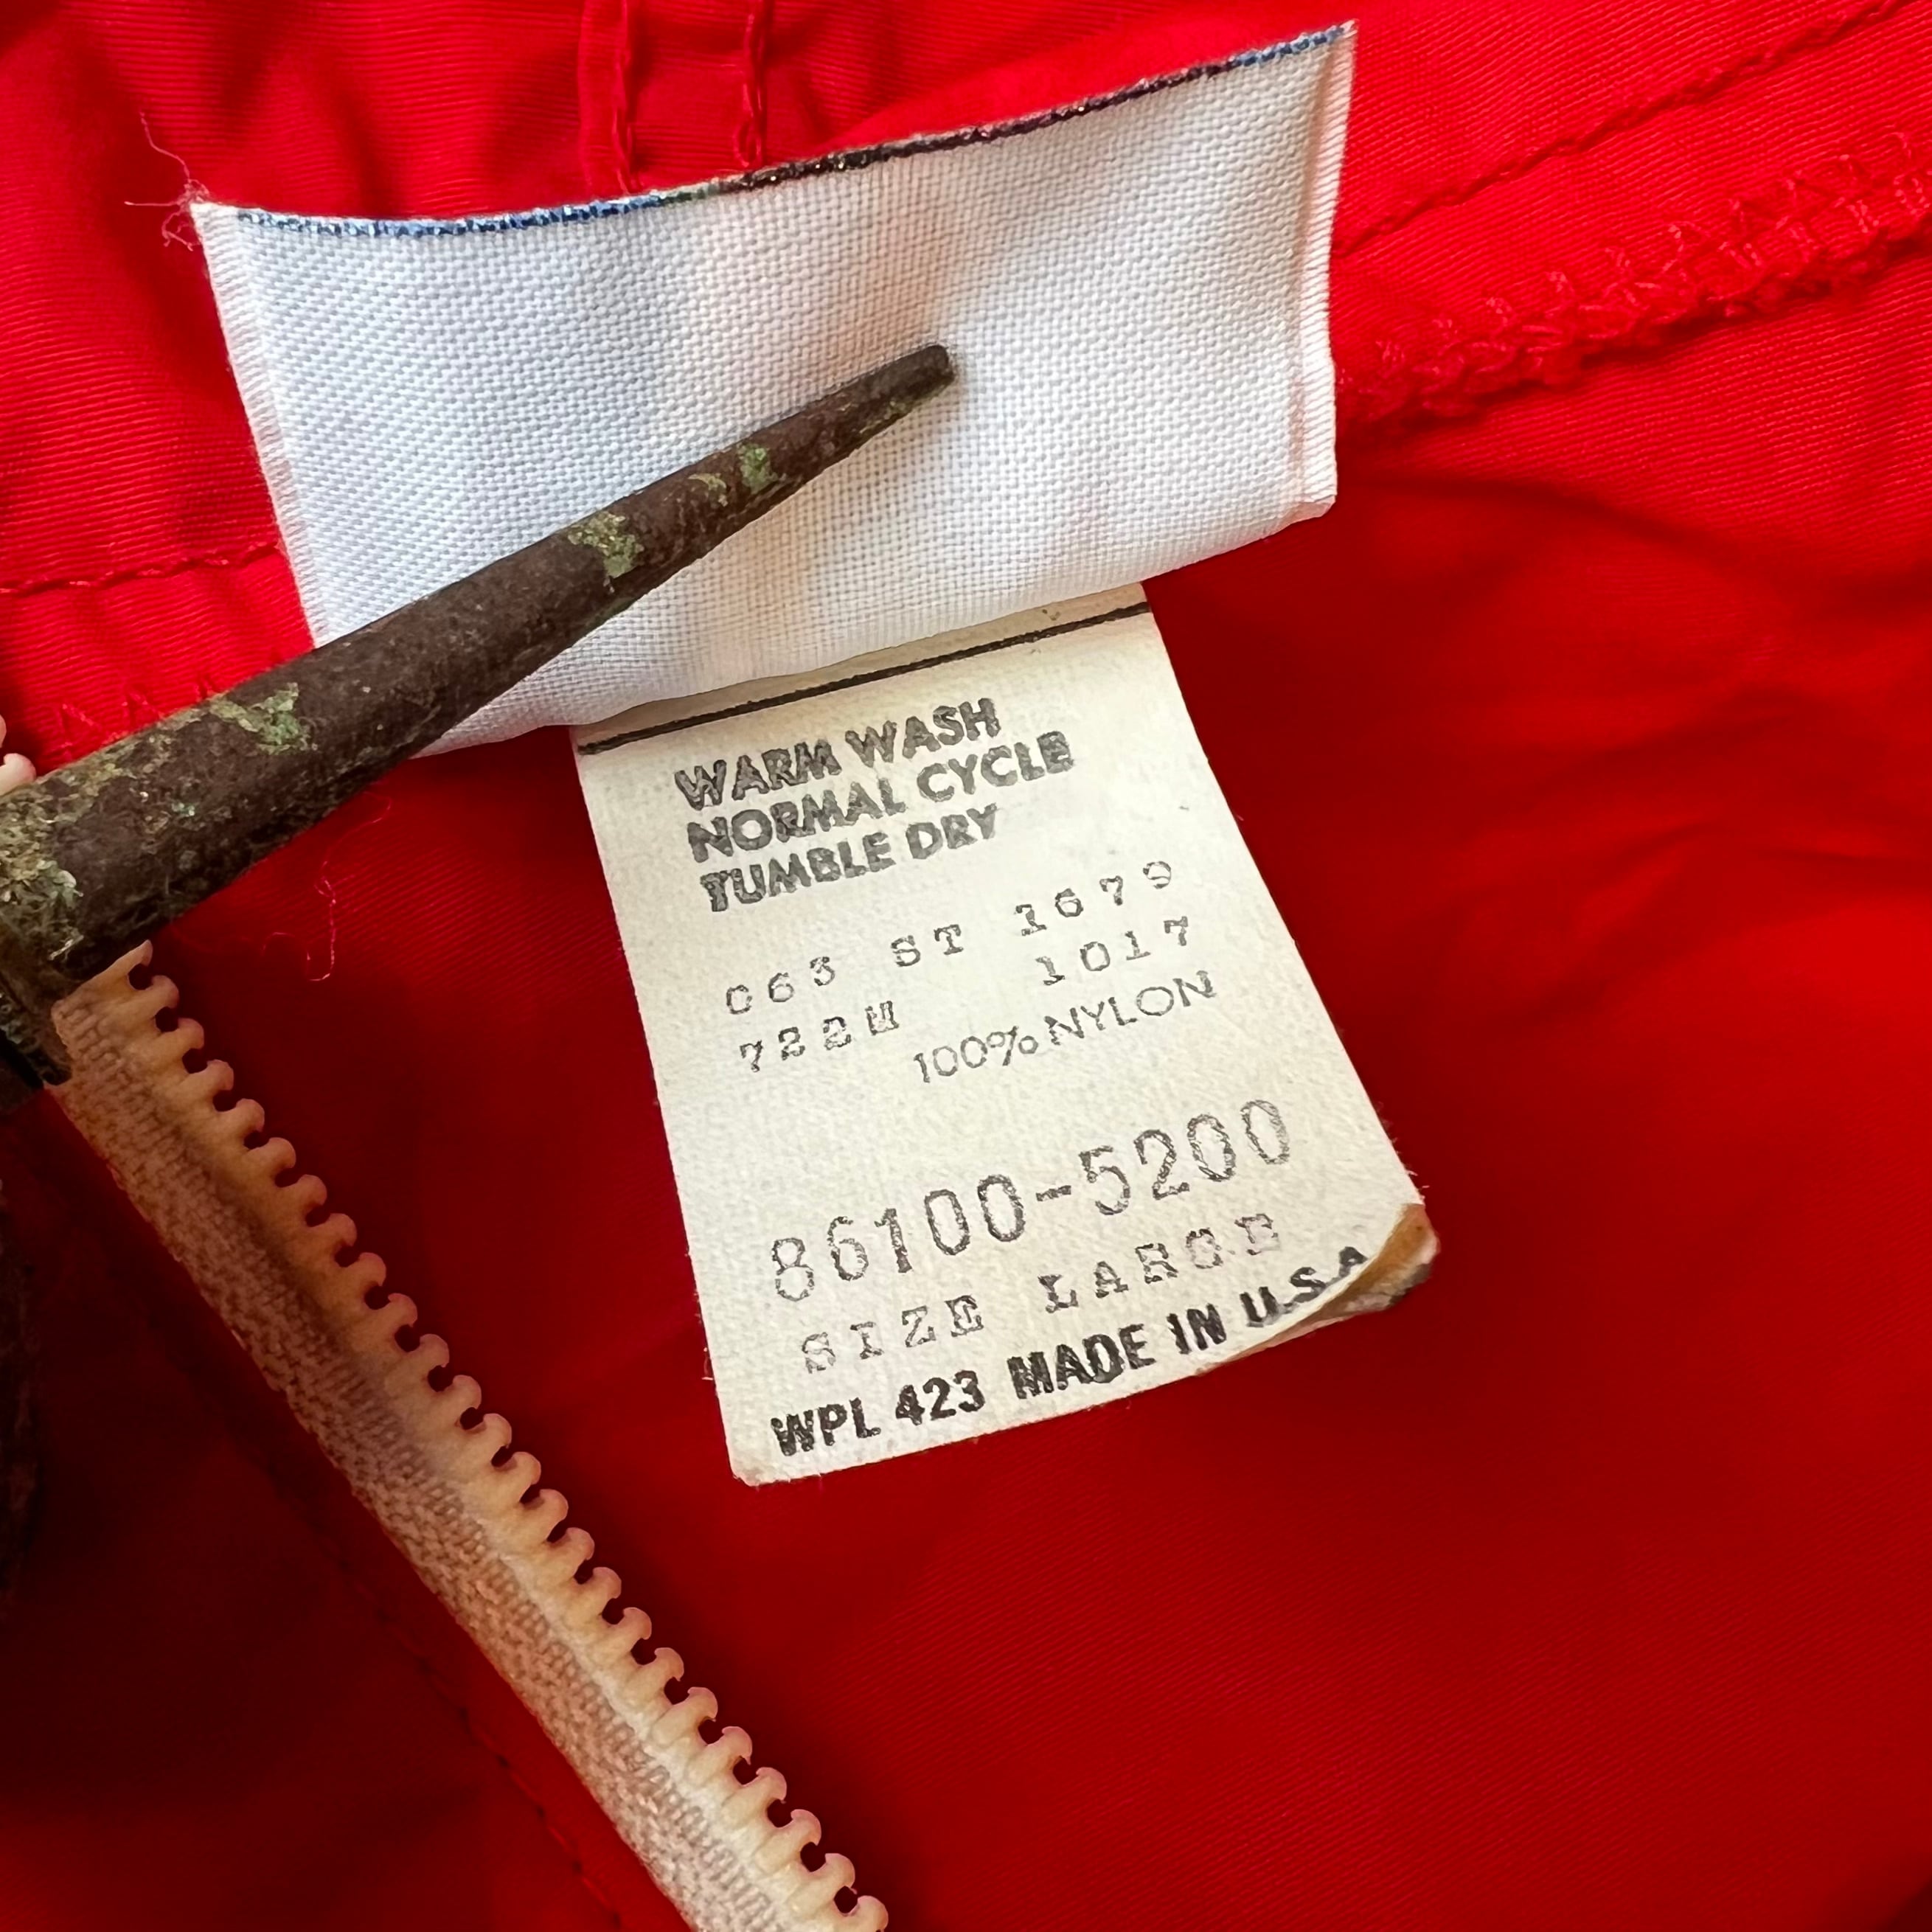 WARM WASH
NORMAL CYCLE
TUMBLE DRY
063 ST 1679
722W 1017
100% NYLON
86100-5200
SIZE LARGE
WPL 423 MADE IN U.S.A